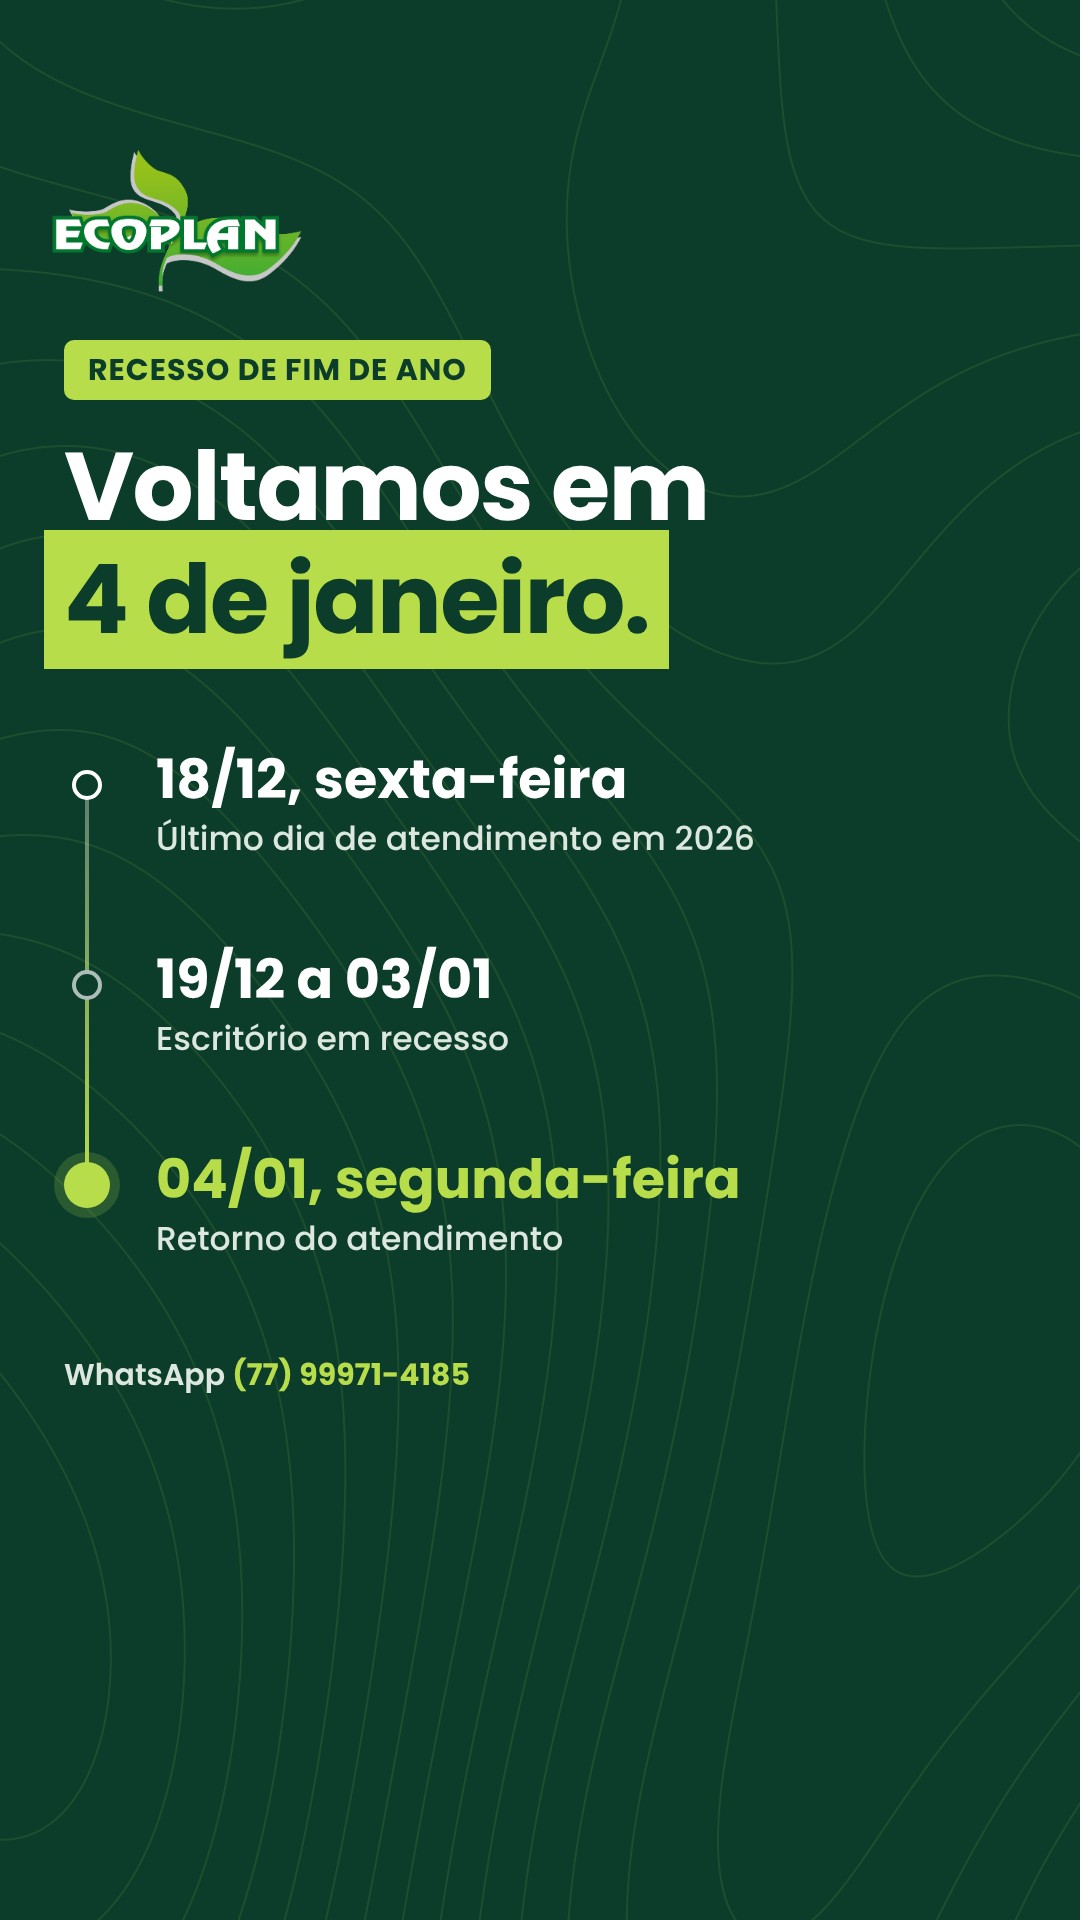 ECOPLAN
RECESSO DE FIM DE ANO
Voltamos em
4 de janeiro.
18/12, sexta-feira
Último dia de atendimento em 2026
19/12 a 03/01
Escritório em recesso
04/01, segunda-feira
Retorno do atendimento
WhatsApp (77) 99971-4185